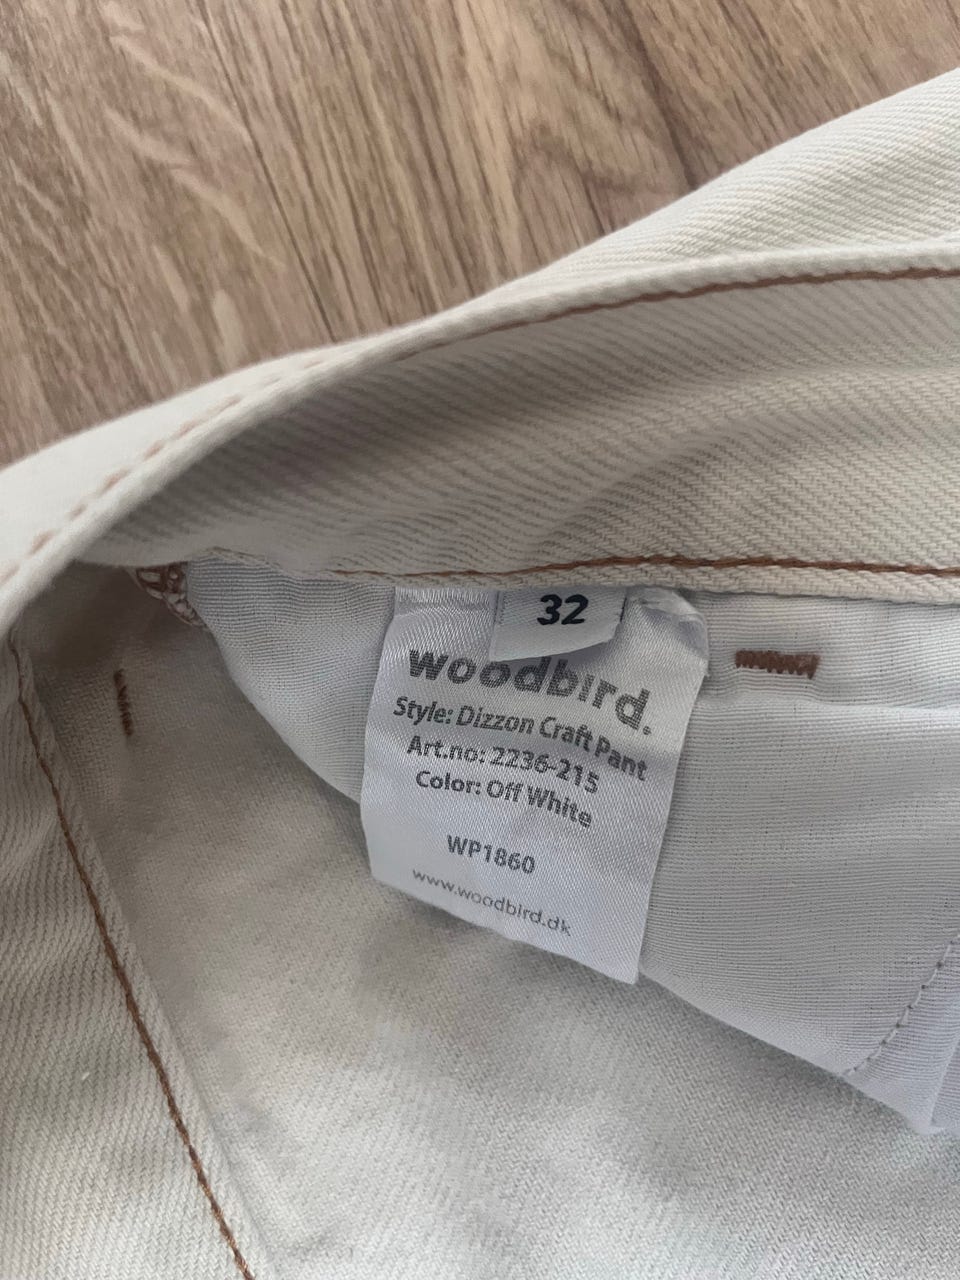 32
woodbird.
Style: Dizzon Craft Pant
Art.no: 2236-215
Color: Off White
WP1860
www.woodbird.dk